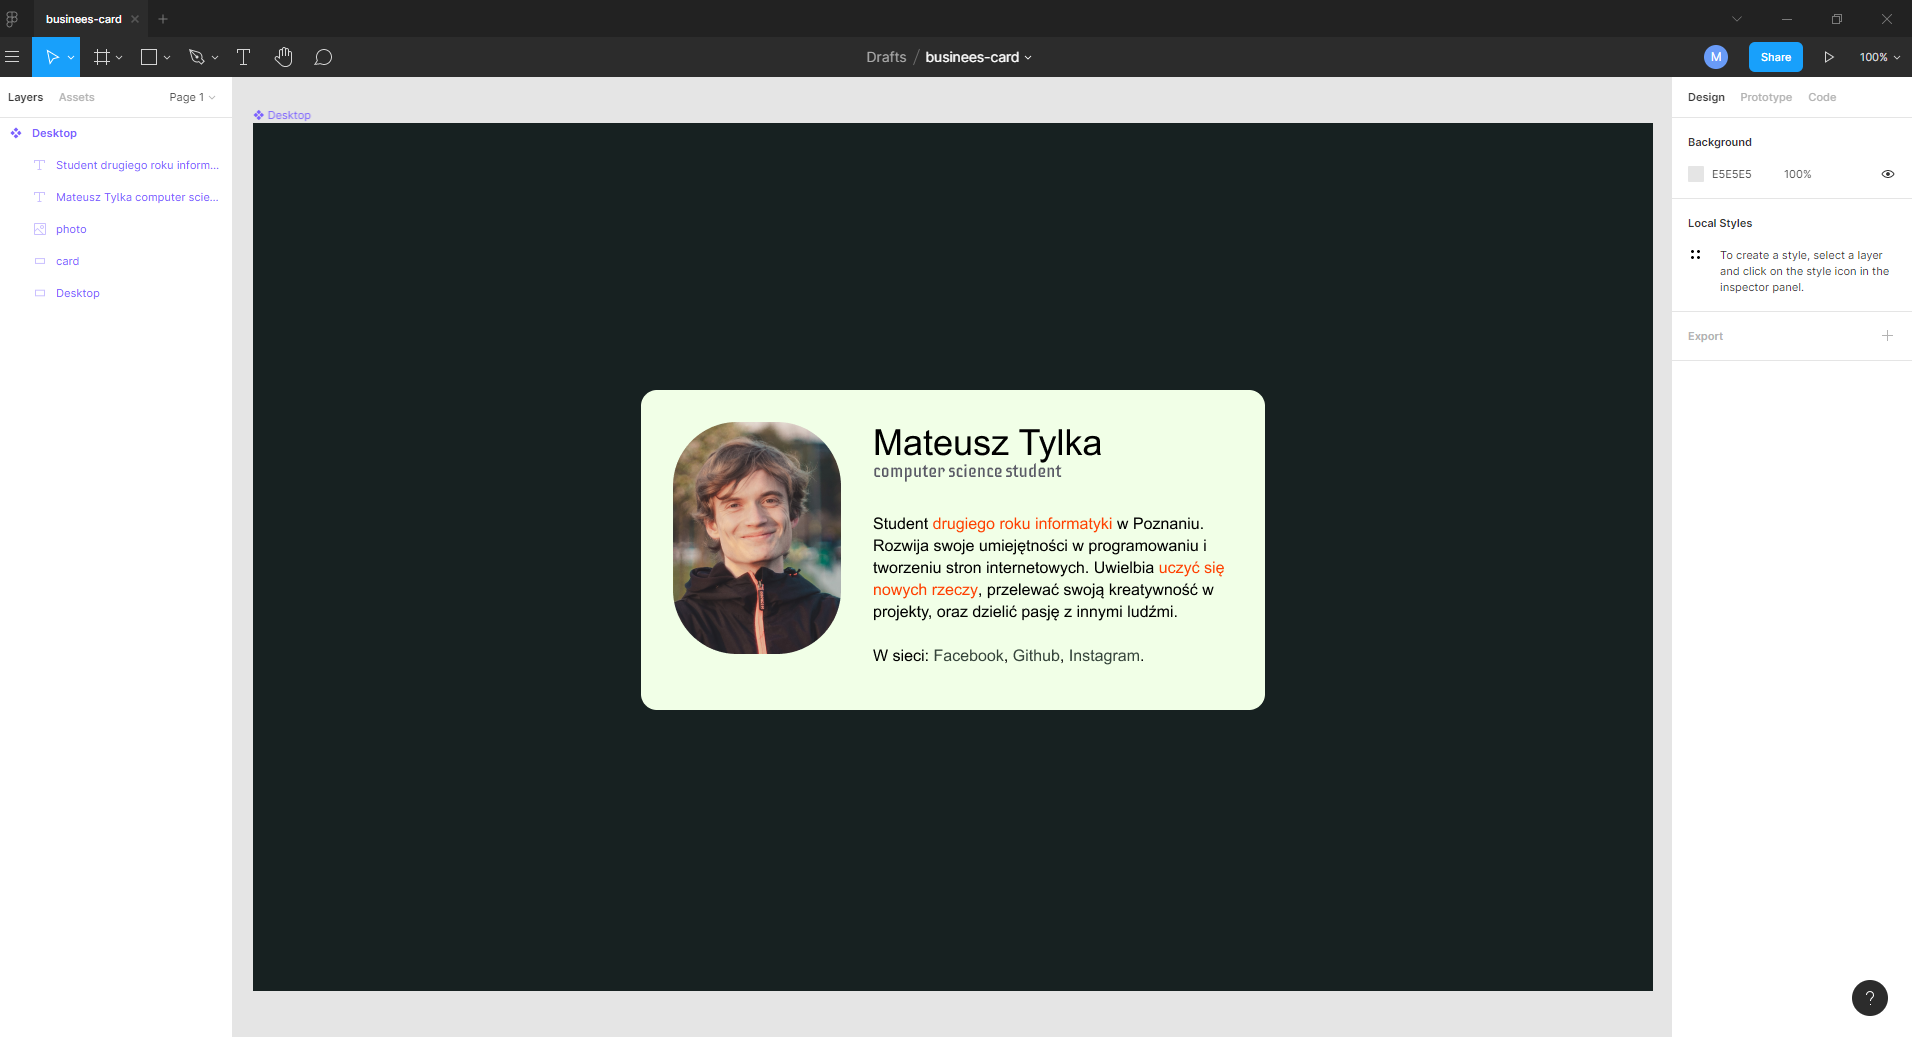 businees-card
Drafts / businees-card
M
Share
100%
Layers
Assets
Page 1
Desktop
Student drugiego roku inform...
Mateusz Tylka computer scie...
photo
card
Desktop
Desktop
Mateusz Tylka
computer science student
Student drugiego roku informatyki w Poznaniu.
Rozwija swoje umiejętności w programowaniu i
tworzeniu stron internetowych. Uwielbia uczyć się
nowych rzeczy, przelewać swoją kreatywność w
projekty, oraz dzielić pasję z innymi ludźmi.
W sieci: Facebook, Github, Instagram.
Design
Prototype
Code
Background
E5E5E5
100%
Local Styles
To create a style, select a layer
and click on the style icon in the
inspector panel.
Export
?